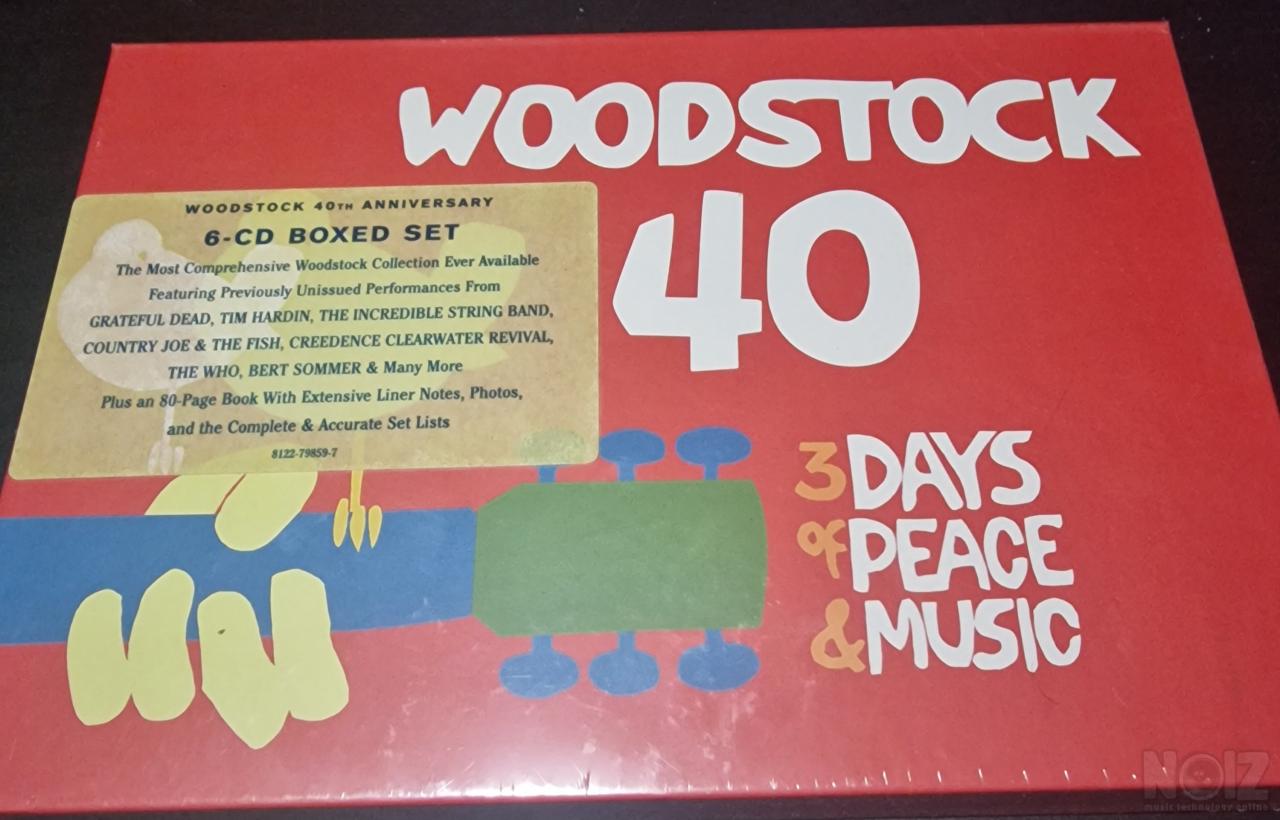 WOODSTOCK
40
WOODSTOCK 40TH ANNIVERSARY
6-CD BOXED SET
The Most Comprehensive Woodstock Collection Ever Available
Featuring Previously Unissued Performances From
GRATEFUL DEAD, TIM HARDIN, THE INCREDIBLE STRING BAND,
COUNTRY JOE & THE FISH, CREEDENCE CLEARWATER REVIVAL,
THE WHO, BERT SOMMER & Many More
Plus an 80-Page Book With Extensive Liner Notes, Photos,
and the Complete & Accurate Set Lists
8122-79859-7
3 DAYS
of PEACE
& MUSIC
NOIZ
music technology online